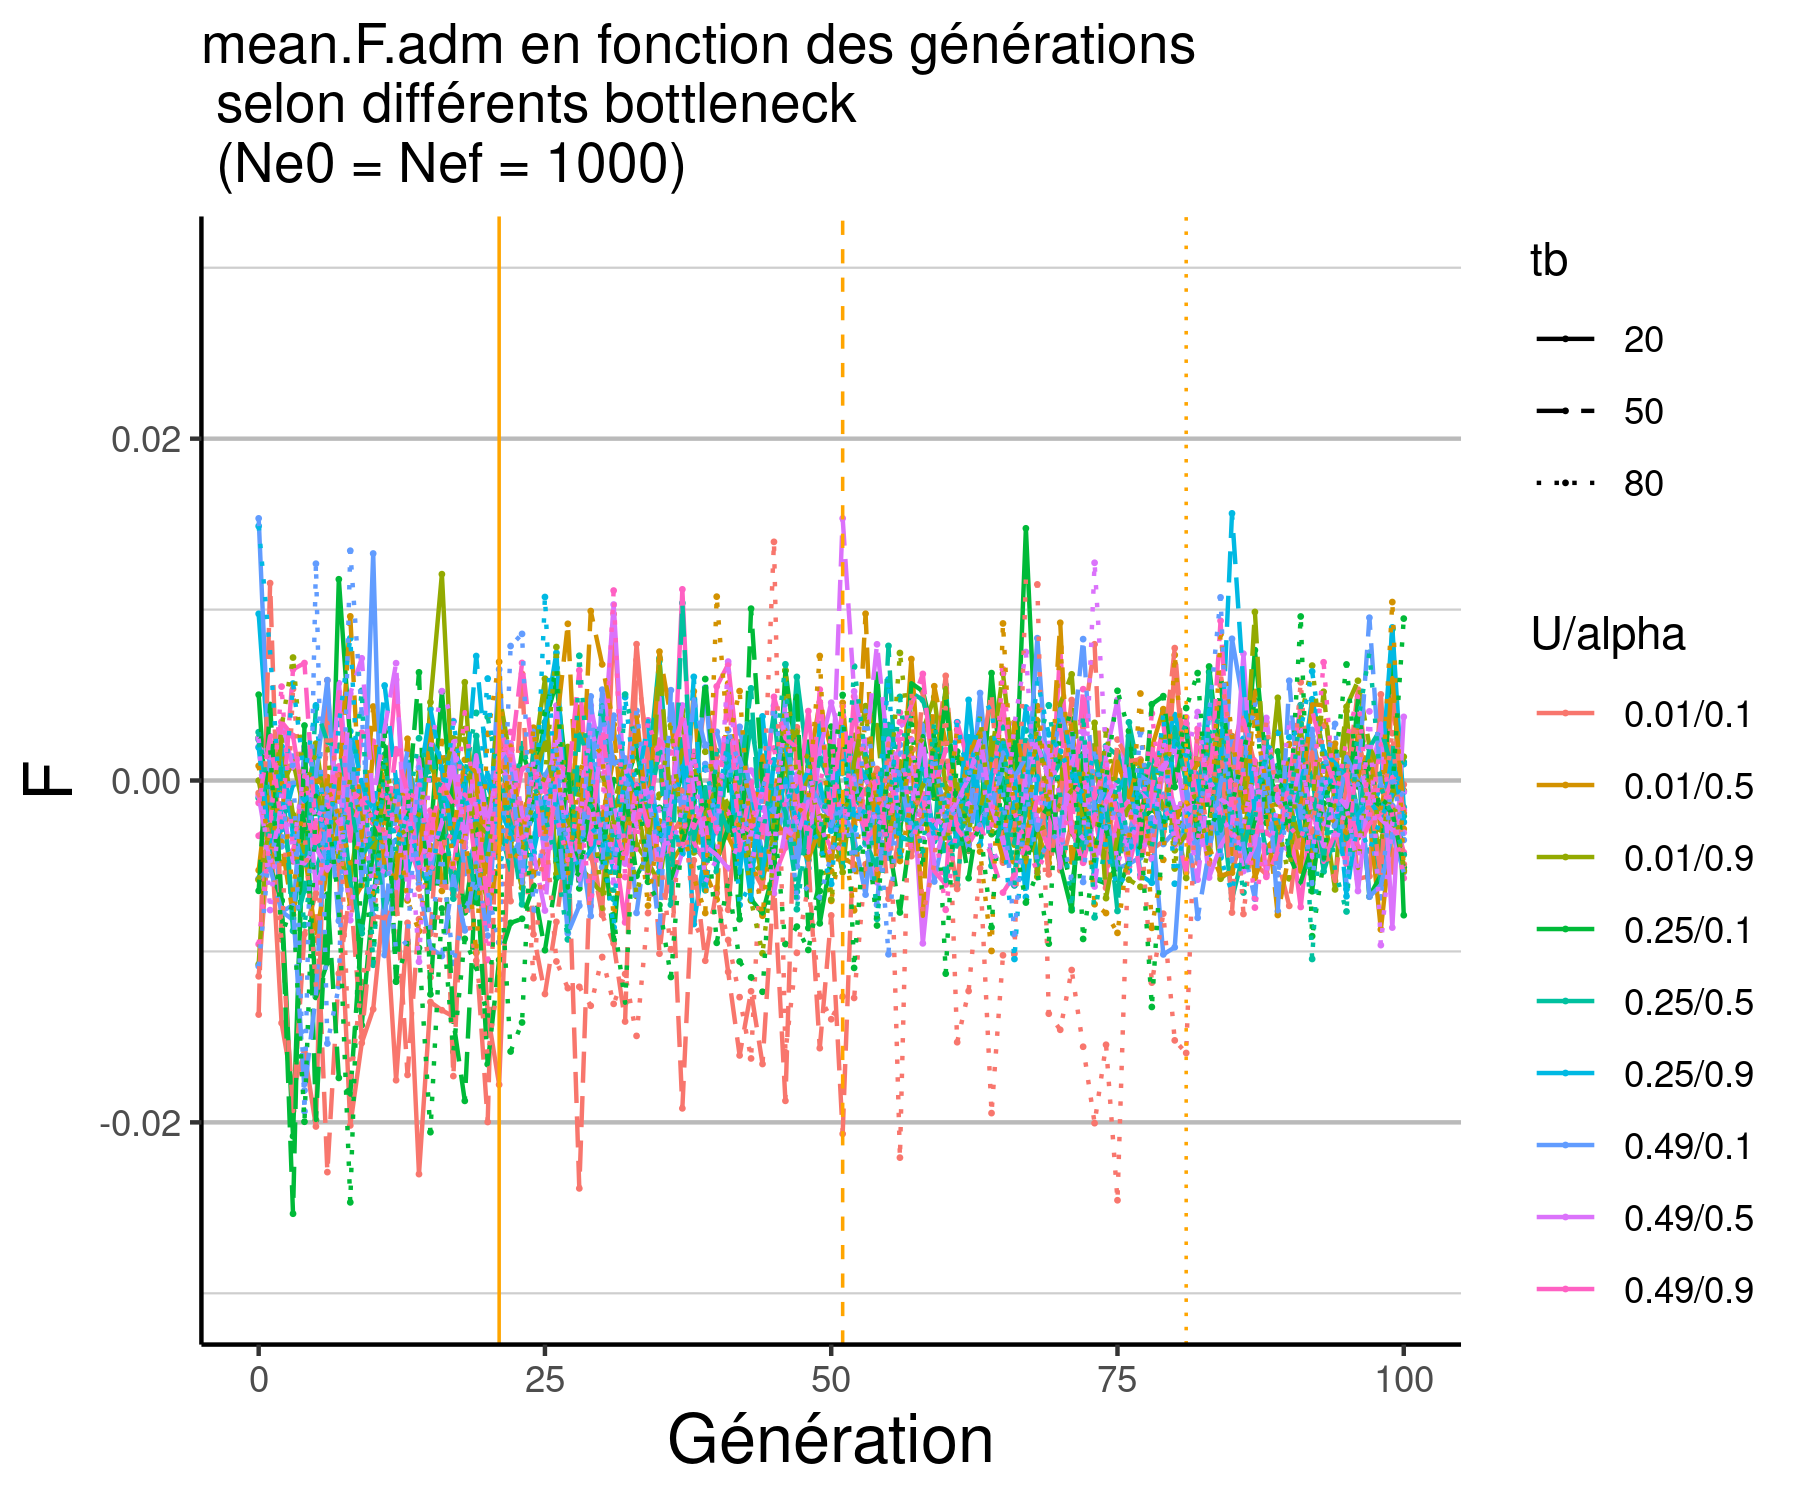 mean.F.adm en fonction des générations
selon différents bottleneck
(Ne0 = Nef = 1000)
F
0.02
0.00
-0.02
0
25
50
75
100
Génération
tb
20
50
80
U/alpha
0.01/0.1
0.01/0.5
0.01/0.9
0.25/0.1
0.25/0.5
0.25/0.9
0.49/0.1
0.49/0.5
0.49/0.9